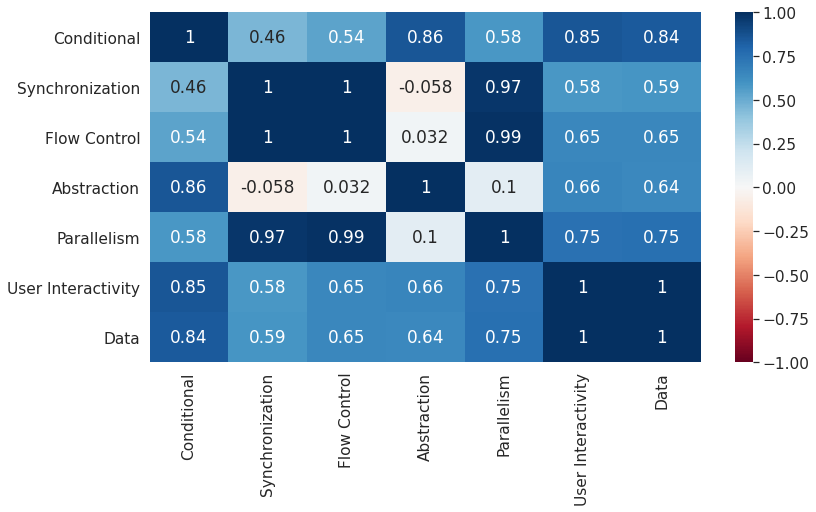 Conditional 1 0.46 0.54 0.86 0.58 0.85 0.84
Synchronization 0.46 1 1 -0.058 0.97 0.58 0.59
Flow Control 0.54 1 1 0.032 0.99 0.65 0.65
Abstraction 0.86 -0.058 0.032 1 0.1 0.66 0.64
Parallelism 0.58 0.97 0.99 0.1 1 0.75 0.75
User Interactivity 0.85 0.58 0.65 0.66 0.75 1 1
Data 0.84 0.59 0.65 0.64 0.75 1 1
Conditional
Synchronization
Flow Control
Abstraction
Parallelism
User Interactivity
Data
1.00
0.75
0.50
0.25
0.00
−0.25
−0.50
−0.75
−1.00